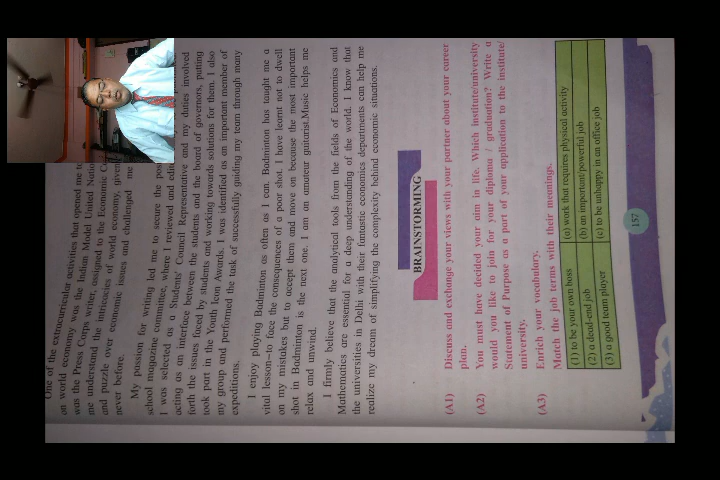 One of the extracurricular activities that opened me to
on world economy was the Indian Model United Nation
was the Press Corps writer, assigned to the Economic C
me understand the intricacies of world economy, given
and puzzle over economic issues and challenged me
never before.
My passion for writing led me to secure the pos
school magazine committee, where I reviewed and edit
I was selected as a Students' Council Representative and my duties involved
acting as an interface between the students and the board of governors, putting
forth the issues faced by students and working towards solutions for them. I also
took part in the Youth Icon Awards. I was identified as an important member of
my group and performed the task of successfully guiding my team through many
expeditions.
I enjoy playing Badminton as often as I can. Badminton has taught me a
vital lesson–to face the consequences of a poor shot. I have learnt not to dwell
on my mistakes but to accept them and move on because the most important
shot in Badminton is the next one. I am an amateur guitarist.Music helps me
relax and unwind.
I firmly believe that the analytical tools from the fields of Economics and
Mathematics are essential for a deep understanding of the world. I know that
the universities in Delhi with their fantastic economics departments can help me
realize my dream of simplifying the complexity behind economic situations.
BRAINSTORMING
(A1) Discuss and exchange your views with your partner about your career
plan.
(A2) You must have decided your aim in life. Which institute/university
would you like to join for your diploma / graduation? Write a
Statement of Purpose as a part of your application to the institute/
university.
(A3) Enrich your vocabulary.
Match the job terms with their meanings.
(1) to be your own boss (a) work that requires physical activity
(2) a dead-end job (b) an important/powerful job
(3) a good team player (c) to be unhappy in an office job
157